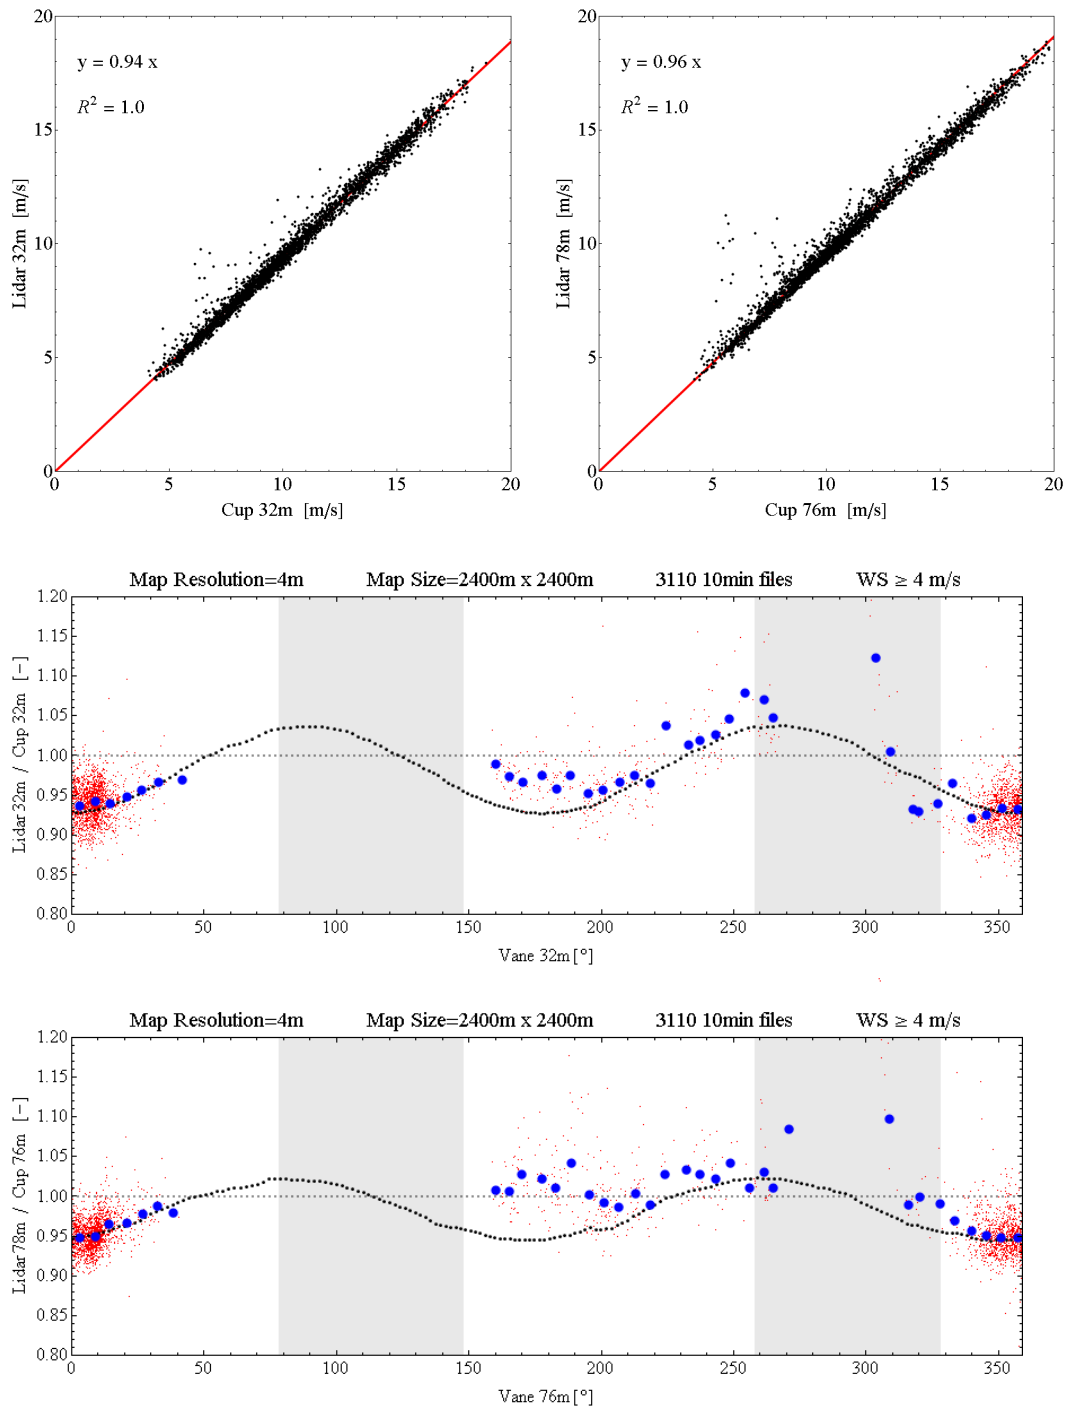 y = 0.94 x
R² = 1.0
20
15
10
5
0
Lidar 32m [m/s]
0 5 10 15 20
Cup 32m [m/s]
y = 0.96 x
R² = 1.0
20
15
10
5
0
Lidar 78m [m/s]
0 5 10 15 20
Cup 76m [m/s]
Map Resolution=4m Map Size=2400m x 2400m 3110 10min files WS ≥ 4 m/s
1.20
1.15
1.10
1.05
1.00
0.95
0.90
0.85
0.80
Lidar 32m / Cup 32m [−]
0 50 100 150 200 250 300 350
Vane 32m [°]
Map Resolution=4m Map Size=2400m x 2400m 3110 10min files WS ≥ 4 m/s
1.20
1.15
1.10
1.05
1.00
0.95
0.90
0.85
0.80
Lidar 78m / Cup 76m [−]
0 50 100 150 200 250 300 350
Vane 76m [°]